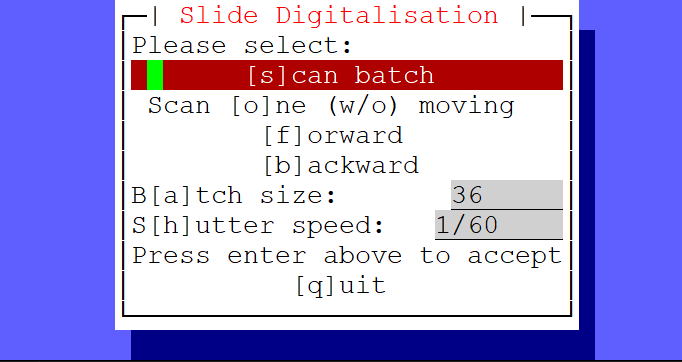 Slide Digitalisation
Please select:
[s]can batch
Scan [o]ne (w/o) moving
[f]orward
[b]ackward
B[a]tch size: 36
S[h]utter speed: 1/60
Press enter above to accept
[q]uit